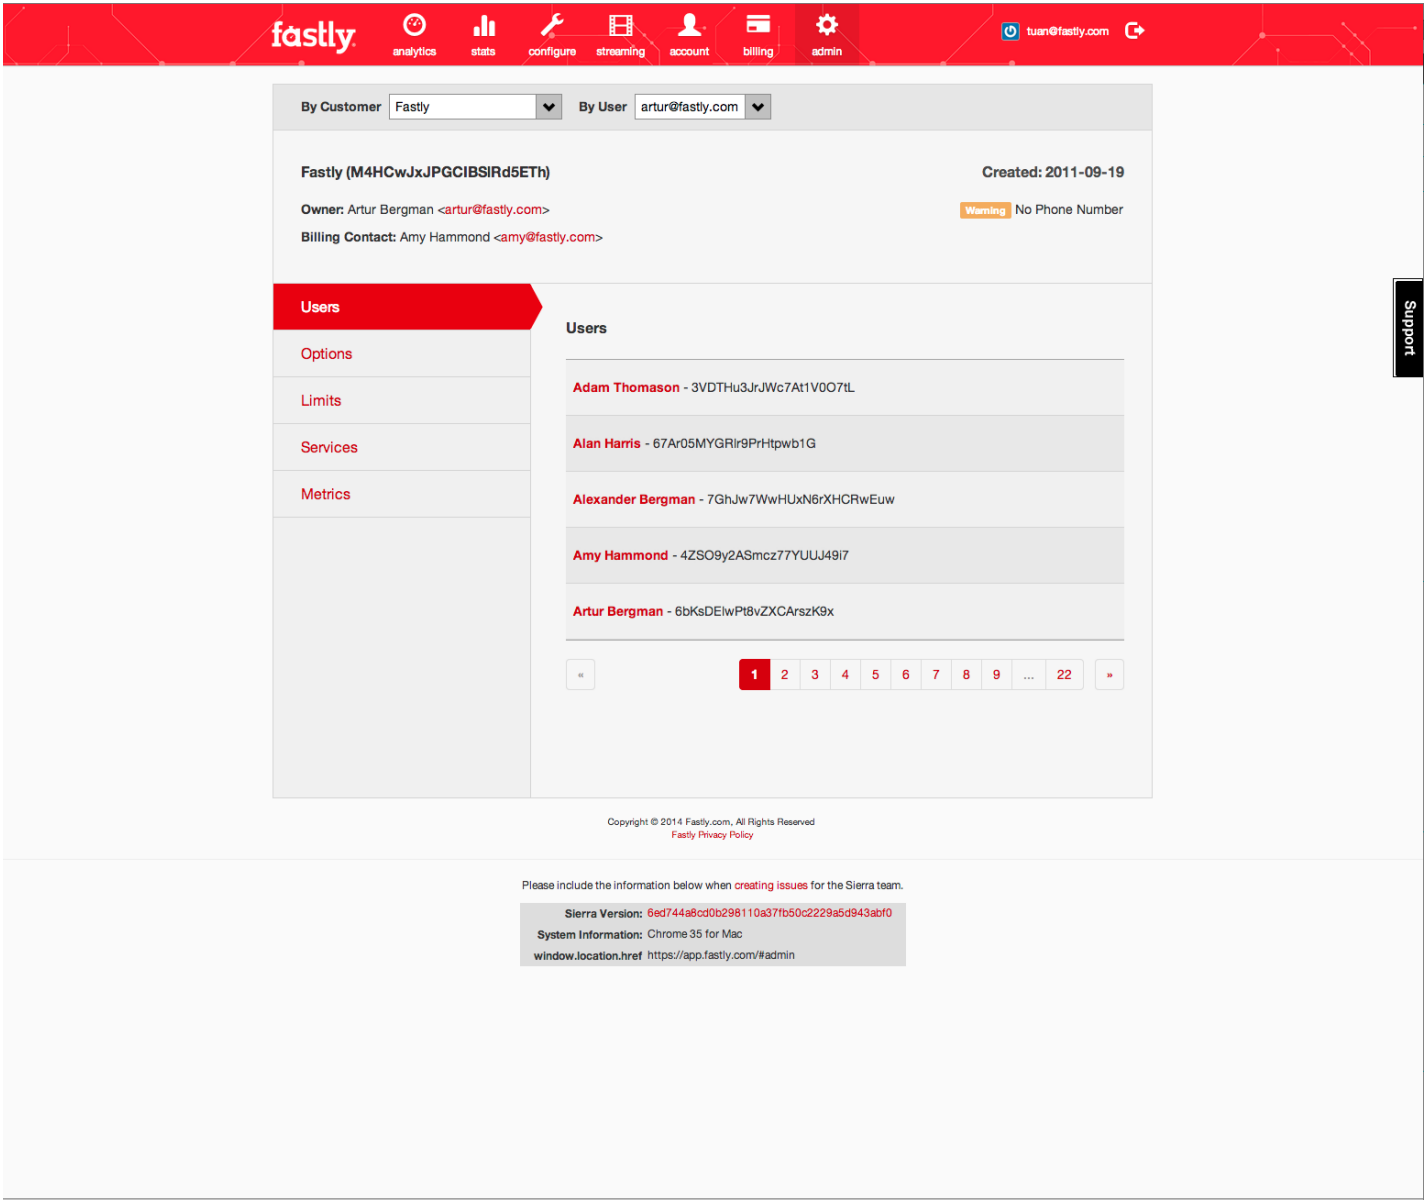 fastly
analytics stats configure streaming account billing admin
tuan@fastly.com
By Customer Fastly By User artur@fastly.com
Fastly (M4HCwJxJPGCIBSIRd5ETh) Created: 2011-09-19
Owner: Artur Bergman <artur@fastly.com> Warning No Phone Number
Billing Contact: Amy Hammond <amy@fastly.com>
Support
Users
Options
Limits
Services
Metrics
Users
Adam Thomason - 3VDTHu3JrJWc7At1V0O7tL
Alan Harris - 67Ar05MYGRlr9PrHtpwb1G
Alexander Bergman - 7GhJw7WwHUxN6rXHCRwEuw
Amy Hammond - 4ZSO9y2ASmcz77YUUJ49i7
Artur Bergman - 6bKsDElwPt8vZXCArszK9x
« 1 2 3 4 5 6 7 8 9 ... 22 »
Copyright © 2014 Fastly.com, All Rights Reserved
Fastly Privacy Policy
Please include the information below when creating issues for the Sierra team.
Sierra Version: 6ed744a8cd0b298110a37fb50c2229a5d943abf0
System Information: Chrome 35 for Mac
window.location.href https://app.fastly.com/#admin